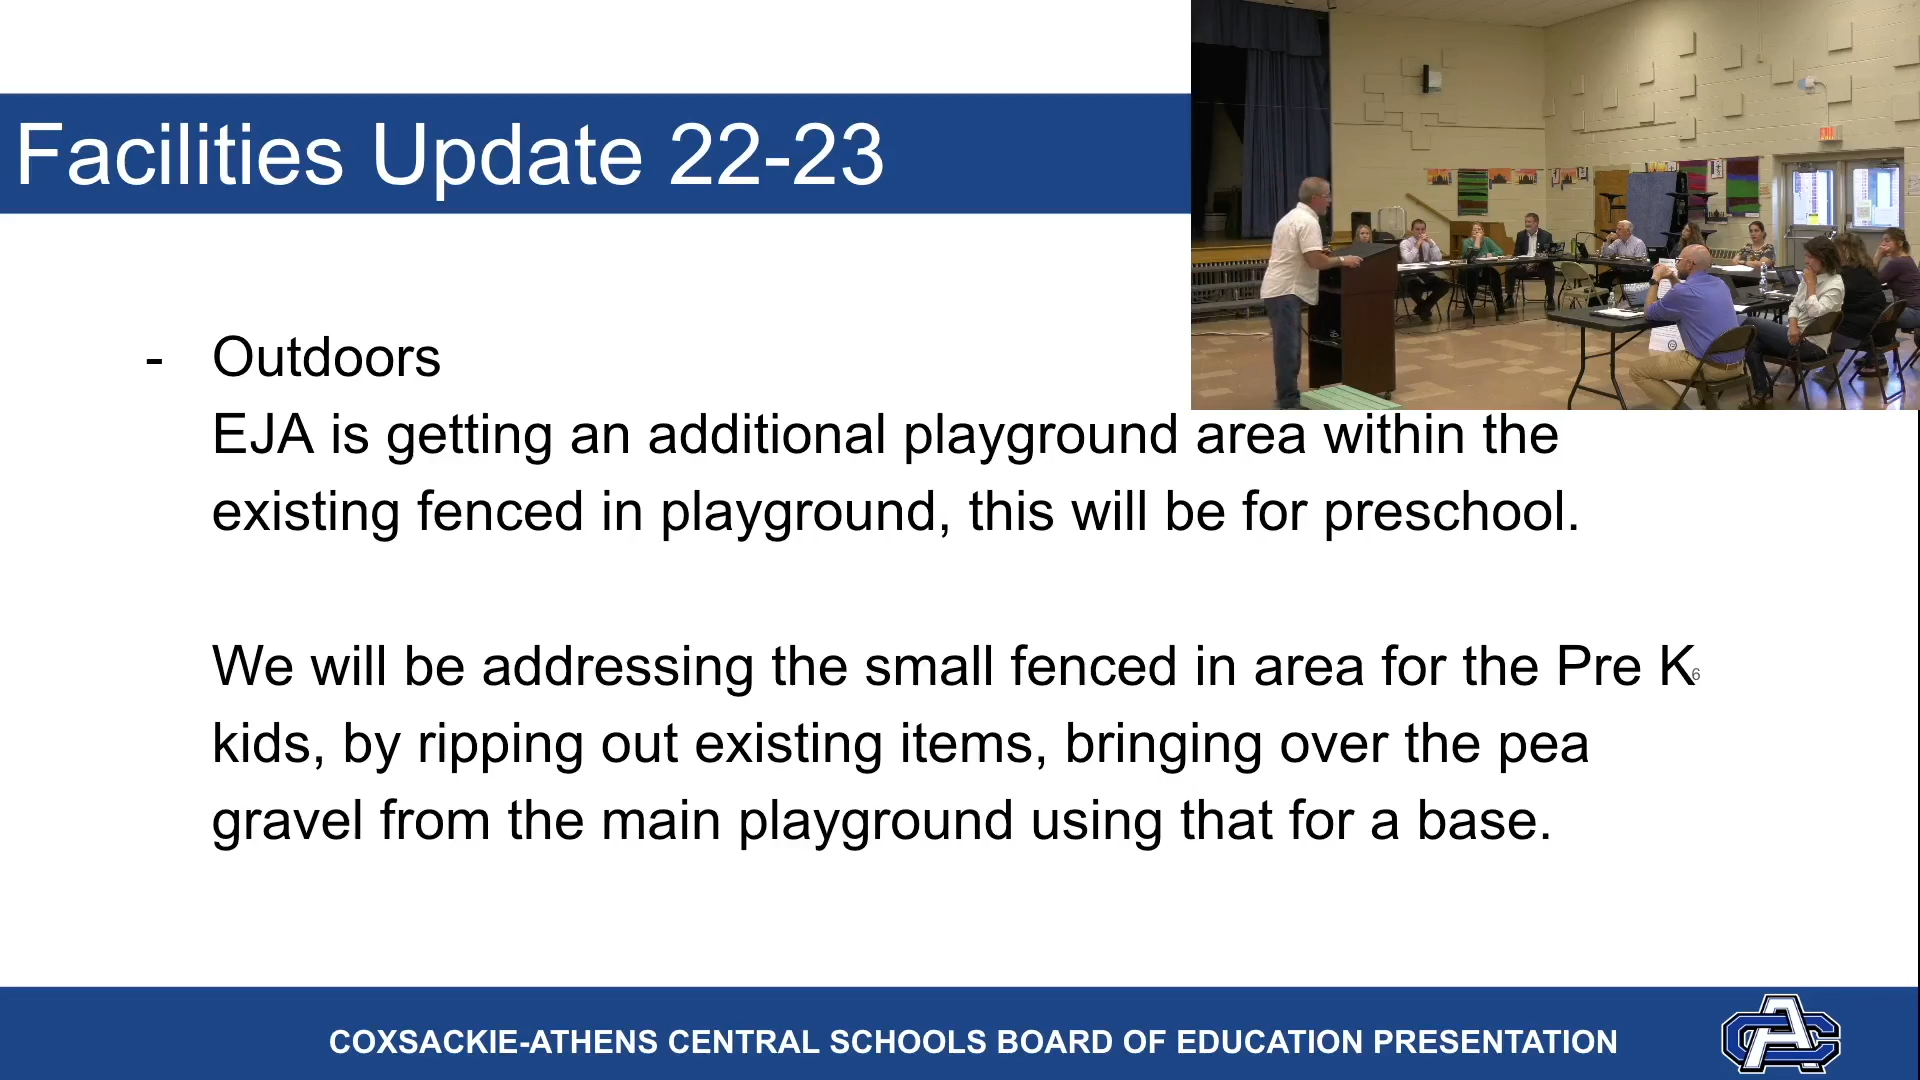 Facilities Update 22-23
- Outdoors
EJA is getting an additional playground area within the
existing fenced in playground, this will be for preschool.
We will be addressing the small fenced in area for the Pre K
6
kids, by ripping out existing items, bringing over the pea
gravel from the main playground using that for a base.
COXSACKIE-ATHENS CENTRAL SCHOOLS BOARD OF EDUCATION PRESENTATION
CA